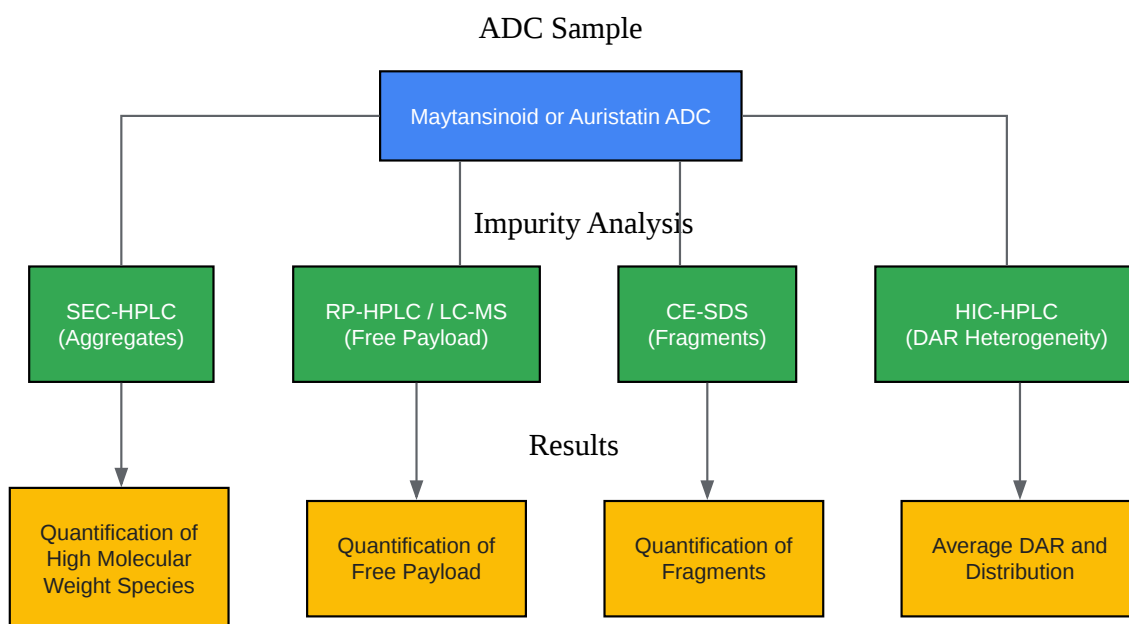 ADC Sample
Maytansinoid or Auristatin ADC
Impurity Analysis
SEC-HPLC
(Aggregates)
RP-HPLC / LC-MS
(Free Payload)
CE-SDS
(Fragments)
HIC-HPLC
(DAR Heterogeneity)
Results
Quantification of
High Molecular
Weight Species
Quantification of
Free Payload
Quantification of
Fragments
Average DAR and
Distribution